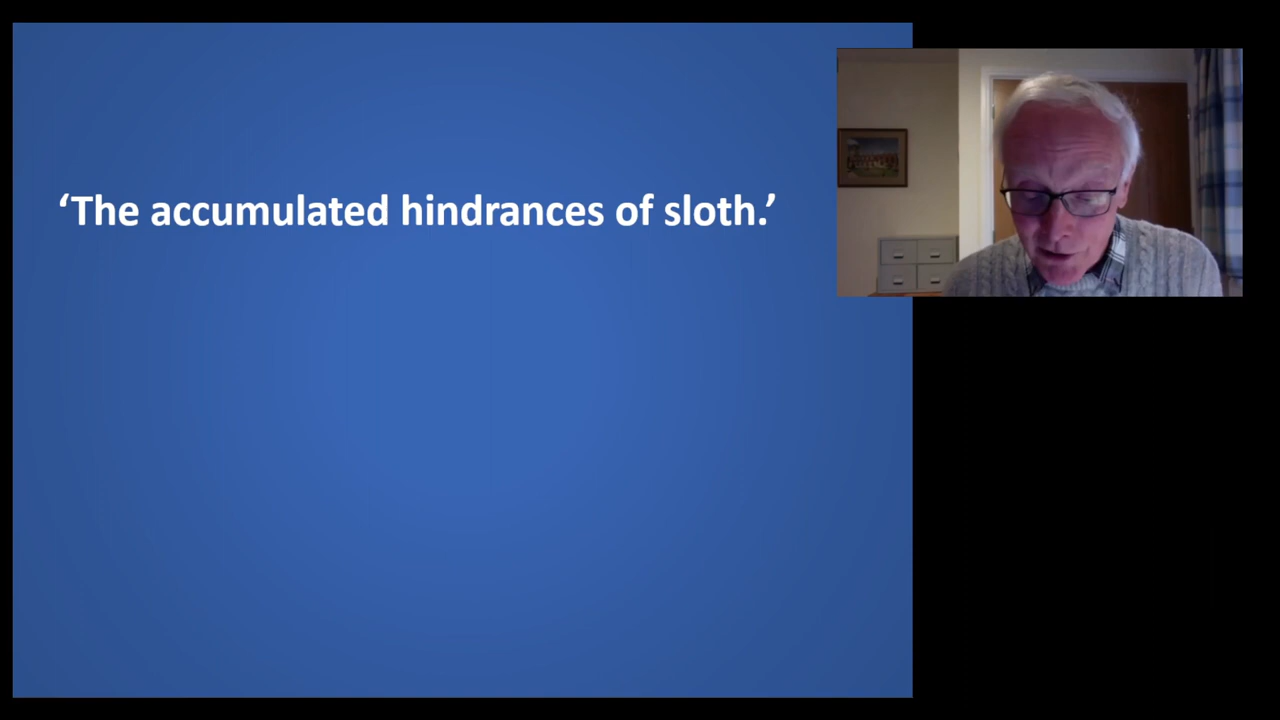 ‘The accumulated hindrances of sloth.’